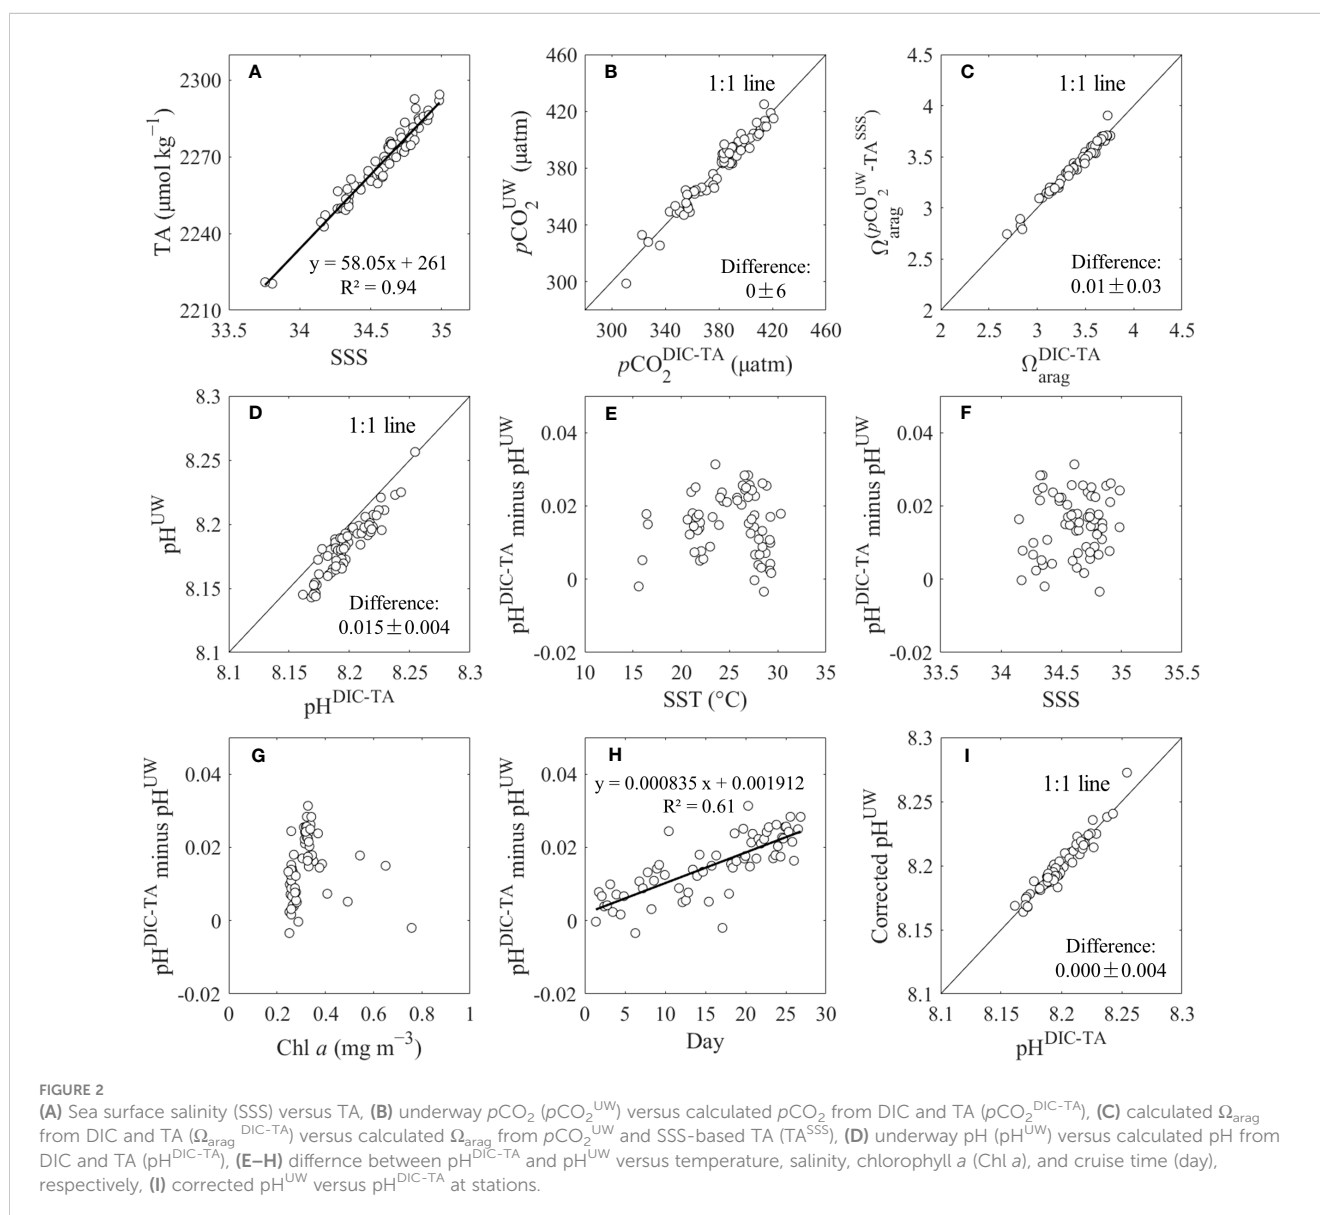 A
TA (μmol kg⁻¹)
2300
2270
2240
2210
y = 58.05x + 261
R² = 0.94
33.5 34 34.5 35
SSS
B
1:1 line
pCO₂^UW (μatm)
460
420
380
340
300
Difference:
0±6
300 340 380 420 460
pCO₂^DIC-TA (μatm)
C
1:1 line
Ω_arag^(pCO₂^UW-TA^SSS)
4.5
4
3.5
3
2.5
2
Difference:
0.01±0.03
2 2.5 3 3.5 4 4.5
Ω_arag^DIC-TA
D
1:1 line
pH^UW
8.3
8.25
8.2
8.15
8.1
Difference:
0.015±0.004
8.1 8.15 8.2 8.25 8.3
pH^DIC-TA
E
pH^DIC-TA minus pH^UW
0.04
0.02
0
-0.02
10 15 20 25 30 35
SST (°C)
F
pH^DIC-TA minus pH^UW
0.04
0.02
0
-0.02
33.5 34 34.5 35 35.5
SSS
G
pH^DIC-TA minus pH^UW
0.04
0.02
0
-0.02
0 0.2 0.4 0.6 0.8 1
Chl a (mg m⁻³)
H
pH^DIC-TA minus pH^UW
0.04
0.02
0
-0.02
y = 0.000835 x + 0.001912
R² = 0.61
0 5 10 15 20 25 30
Day
I
1:1 line
Corrected pH^UW
8.3
8.25
8.2
8.15
8.1
Difference:
0.000±0.004
8.1 8.15 8.2 8.25 8.3
pH^DIC-TA
FIGURE 2
(A) Sea surface salinity (SSS) versus TA, (B) underway pCO₂ (pCO₂^UW) versus calculated pCO₂ from DIC and TA (pCO₂^DIC-TA), (C) calculated Ω_arag
from DIC and TA (Ω_arag ^DIC-TA) versus calculated Ω_arag from pCO₂^UW and SSS-based TA (TA^SSS), (D) underway pH (pH^UW) versus calculated pH from
DIC and TA (pH^DIC-TA), (E–H) differnce between pH^DIC-TA and pH^UW versus temperature, salinity, chlorophyll a (Chl a), and cruise time (day),
respectively, (I) corrected pH^UW versus pH^DIC-TA at stations.